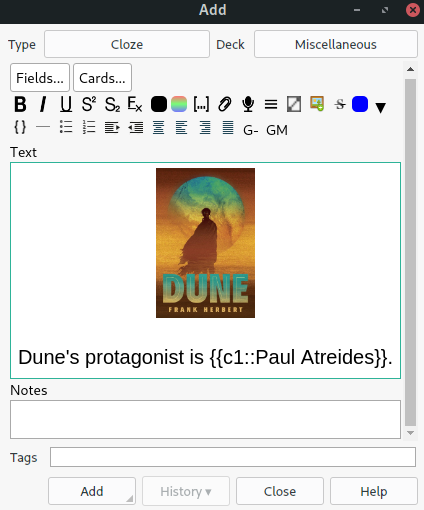 Add
Type Cloze Deck Miscellaneous
Fields... Cards...
B I U S² S₂ Fx [...] S
{} G- GM
Text
DUNE
FRANK HERBERT
Dune's protagonist is {{c1::Paul Atreides}}.
Notes
Tags
Add History ▾ Close Help